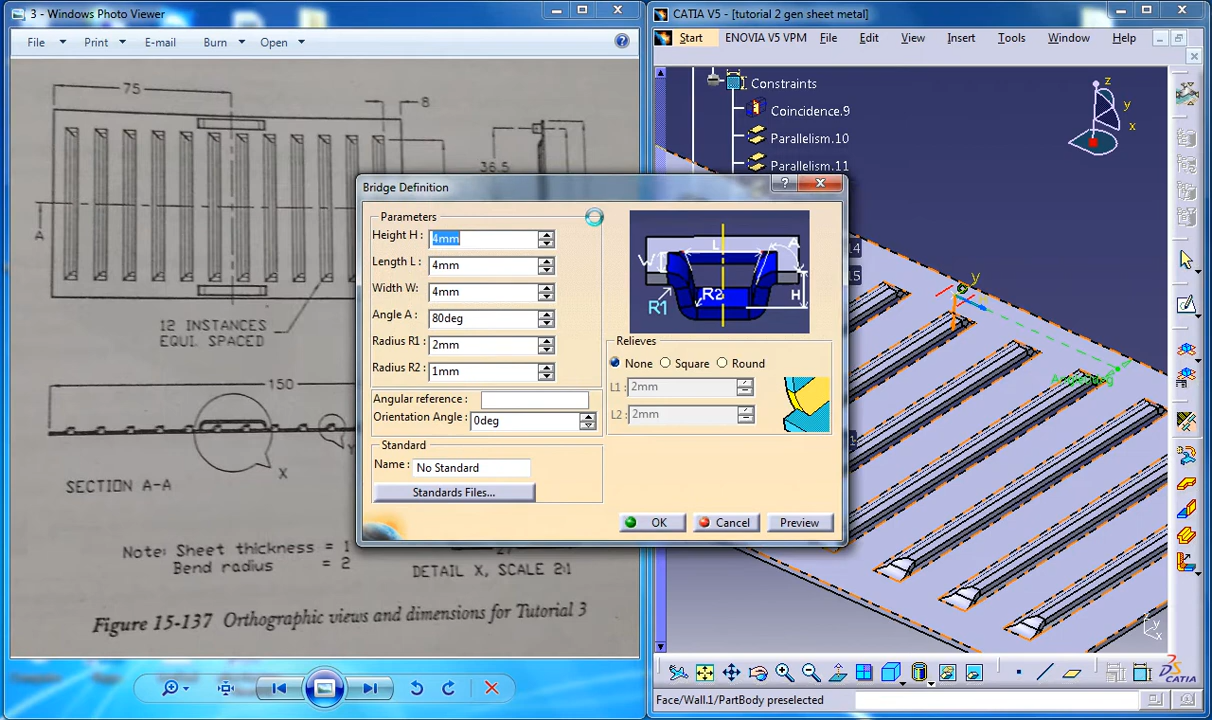 3 - Windows Photo Viewer
File Print E-mail Burn Open
75
8
36.5
A
12 INSTANCES
EQUI. SPACED
150
X
SECTION A-A
Note: Sheet thickness = 1
Bend radius = 2
DETAIL X, SCALE 2:1
Figure 15-137 Orthographic views and dimensions for Tutorial 3
Bridge Definition
Parameters
Height H : 4mm
Length L : 4mm
Width W: 4mm
Angle A : 80deg
Radius R1 : 2mm
Radius R2 : 1mm
Angular reference :
Orientation Angle : 0deg
Standard
Name : No Standard
Standards Files...
L
A
W
H
R1
R2
Relieves
None Square Round
L1 : 2mm
L2 : 2mm
OK Cancel Preview
CATIA V5 - [tutorial 2 gen sheet metal]
Start ENOVIA V5 VPM File Edit View Insert Tools Window Help
Constraints
Coincidence.9
Parallelism.10
Parallelism.11
14
15
z
y
x
y
y
x
CATIA
Face/Wall.1/PartBody preselected